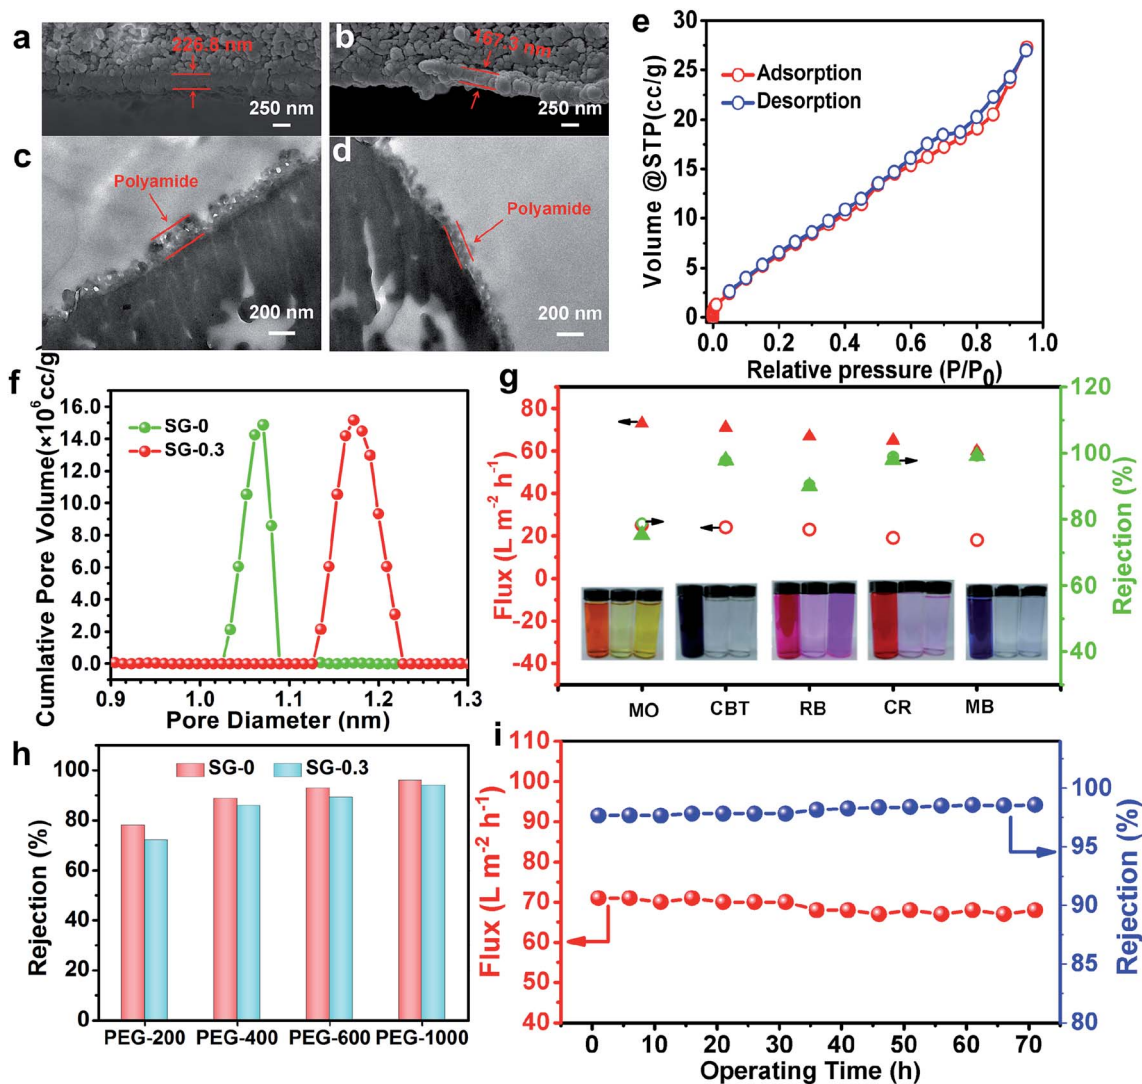 a
226.8 nm
250 nm
b
167.3 nm
250 nm
c
Polyamide
200 nm
d
Polyamide
200 nm
e
30
25
20
15
10
5
0
Volume @STP(cc/g)
Adsorption
Desorption
0.0 0.2 0.4 0.6 0.8 1.0
Relative pressure (P/P0)
f
Cumlative Pore Volume(×10⁶cc/g)
16.0
14.0
12.0
10.0
8.0
6.0
4.0
2.0
0.0
SG-0
SG-0.3
0.9 1.0 1.1 1.2 1.3
Pore Diameter (nm)
g
Flux (L m⁻² h⁻¹)
80
60
40
20
0
-20
-40
120
100
80
60
40
Rejection (%)
MO CBT RB CR MB
h
Rejection (%)
100
80
60
40
20
0
SG-0 SG-0.3
PEG-200 PEG-400 PEG-600 PEG-1000
i
Flux (L m⁻² h⁻¹)
110
100
90
80
70
60
50
40
100
95
90
85
80
Rejection (%)
0 10 20 30 40 50 60 70
Operating Time (h)